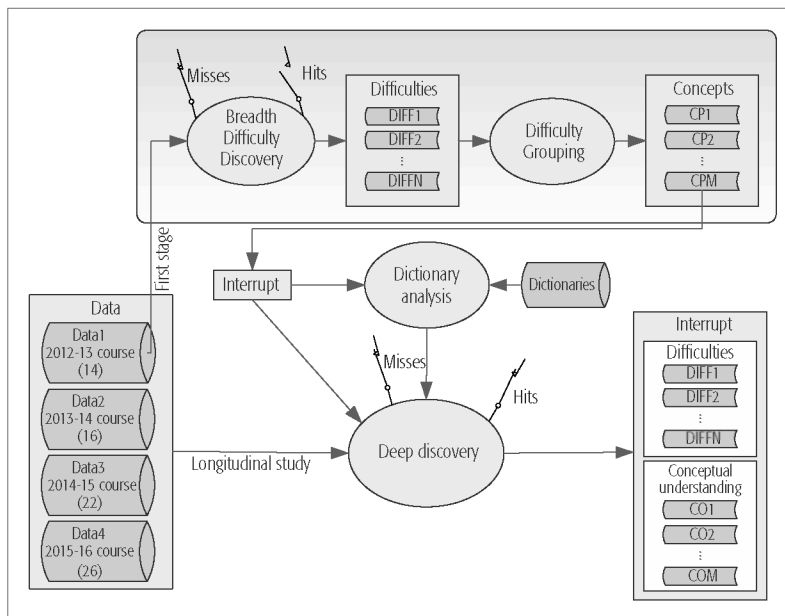 Misses
Hits
Breadth
Difficulty
Discovery
Difficulties
DIFF1
DIFF2
⋮
DIFFN
Difficulty
Grouping
Concepts
CP1
CP2
⋮
CPM
First stage
Interrupt
Dictionary
analysis
Dictionaries
Data
Data1
2012-13 course
(14)
Data2
2013-14 course
(16)
Data3
2014-15 course
(22)
Data4
2015-16 course
(26)
Longitudinal study
Misses
Hits
Deep discovery
Interrupt
Difficulties
DIFF1
DIFF2
⋮
DIFFN
Conceptual
understanding
CO1
CO2
⋮
COM